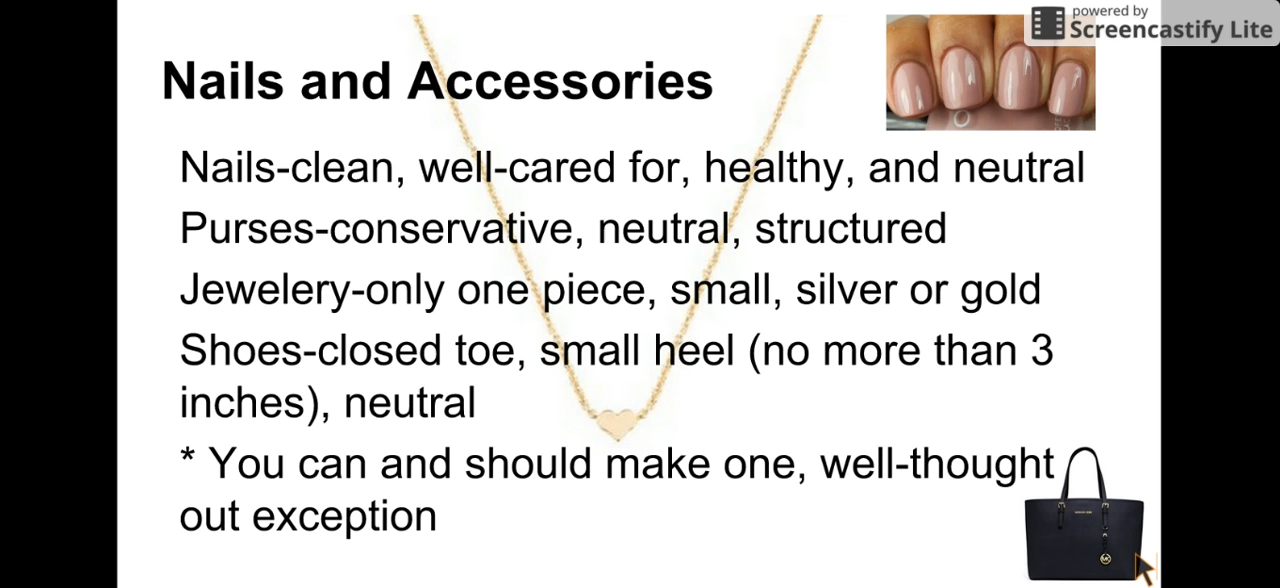 powered by
Screencastify Lite
Nails and Accessories
Nails-clean, well-cared for, healthy, and neutral
Purses-conservative, neutral, structured
Jewelery-only one piece, small, silver or gold
Shoes-closed toe, small heel (no more than 3
inches), neutral
* You can and should make one, well-thought
out exception